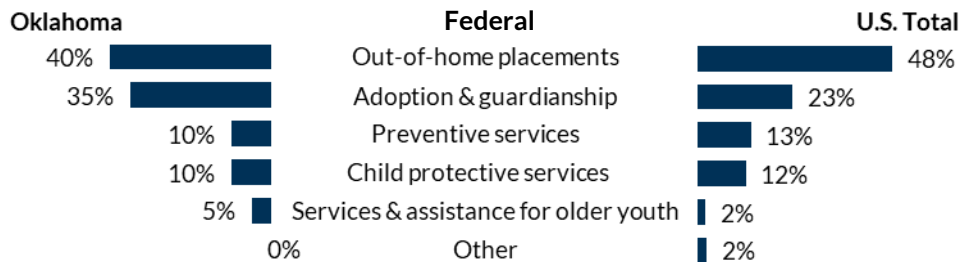 Oklahoma Federal U.S. Total
40% Out-of-home placements 48%
35% Adoption & guardianship 23%
10% Preventive services 13%
10% Child protective services 12%
5% Services & assistance for older youth 2%
0% Other 2%